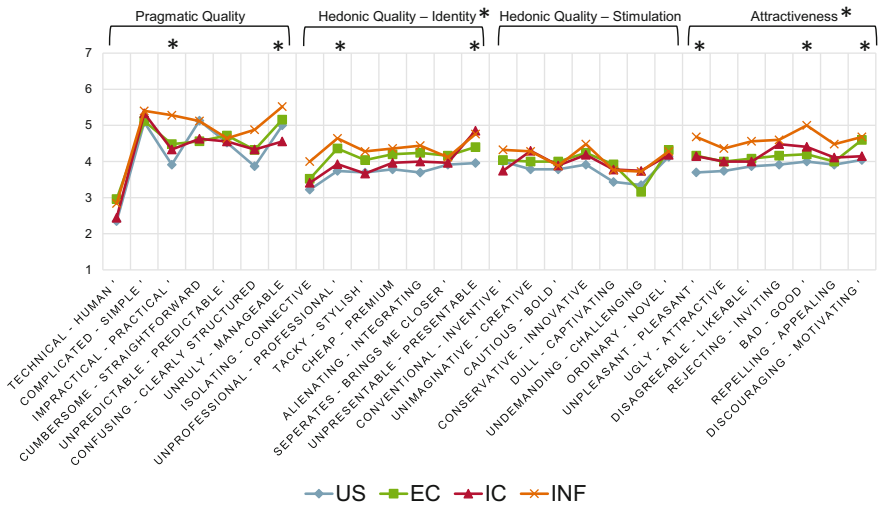 Pragmatic Quality
Hedonic Quality – Identity *
Hedonic Quality – Stimulation
Attractiveness *
* * * * * * *
7
6
5
4
3
2
1
TECHNICAL - HUMAN
COMPLICATED - SIMPLE
IMPRACTICAL - PRACTICAL
CUMBERSOME - STRAIGHTFORWARD
UNPREDICTABLE - PREDICTABLE
CONFUSING - CLEARLY STRUCTURED
UNRULY - MANAGEABLE
ISOLATING - CONNECTIVE
UNPROFESSIONAL - PROFESSIONAL
TACKY - STYLISH
CHEAP - PREMIUM
ALIENATING - INTEGRATING
SEPERATES - BRINGS ME CLOSER
UNPRESENTABLE - PRESENTABLE
CONVENTIONAL - INVENTIVE
UNIMAGINATIVE - CREATIVE
CAUTIOUS - BOLD
CONSERVATIVE - INNOVATIVE
DULL - CAPTIVATING
UNDEMANDING - CHALLENGING
ORDINARY - NOVEL
UNPLEASANT - PLEASANT
UGLY - ATTRACTIVE
DISAGREEABLE - LIKEABLE
REJECTING - INVITING
BAD - GOOD
REPELLING - APPEALING
DISCOURAGING - MOTIVATING
US EC IC INF